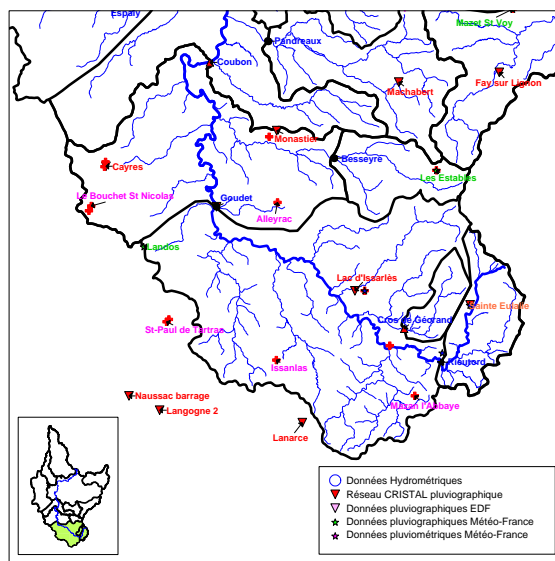 Espaly
Mazet St Voy
Pandreaux
Coubon
Fay sur Lignon
Machabert
Monastier
Besseyre
Cayres
Les Estables
Le Bouchet St Nicolas
Goudet
Alleyrac
Landos
Lac d'Issarlès
Sainte Eulalie
Cros de Géorand
St-Paul de Tartras
Rieutord
Issanlas
Mazan l'Abbaye
Naussac barrage
Langogne 2
Lanarce
Données Hydrométriques
Réseau CRISTAL pluviographique
Données pluviographiques EDF
Données pluviographiques Météo-France
Données pluviométriques Météo-France